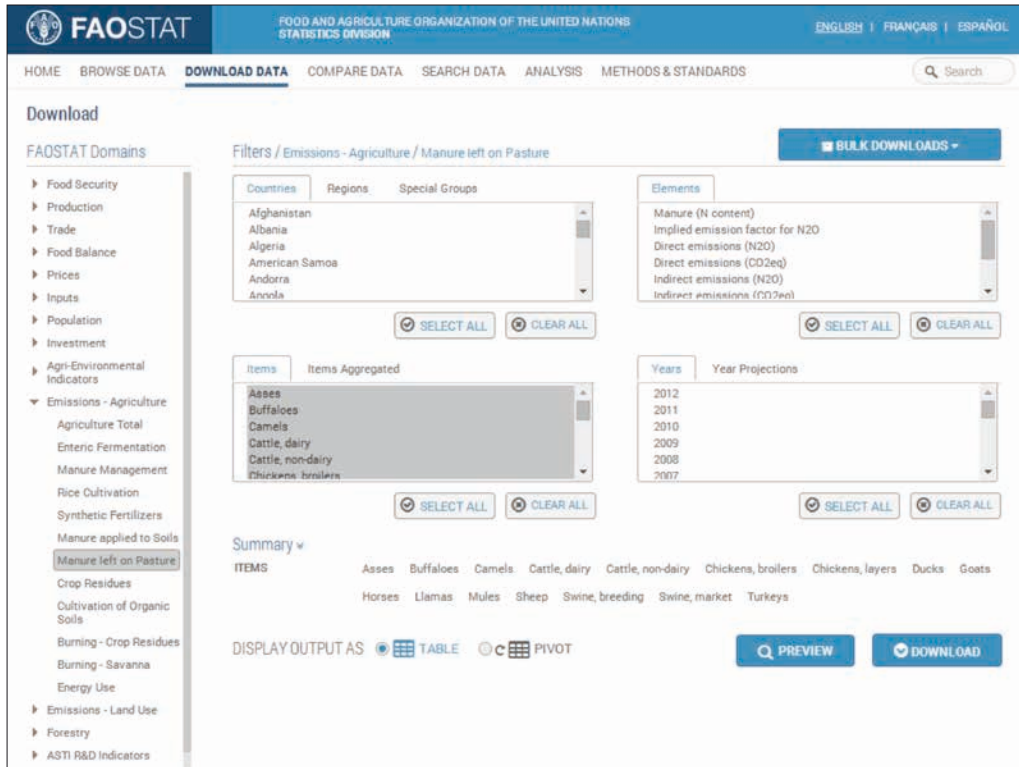 FAOSTAT
FOOD AND AGRICULTURE ORGANIZATION OF THE UNITED NATIONS
STATISTICS DIVISION
ENGLISH | FRANÇAIS | ESPAÑOL
HOME BROWSE DATA DOWNLOAD DATA COMPARE DATA SEARCH DATA ANALYSIS METHODS & STANDARDS Search
Download
FAOSTAT Domains
Food Security
Production
Trade
Food Balance
Prices
Inputs
Population
Investment
Agri-Environmental
Indicators
Emissions - Agriculture
Agriculture Total
Enteric Fermentation
Manure Management
Rice Cultivation
Synthetic Fertilizers
Manure applied to Soils
Manure left on Pasture
Crop Residues
Cultivation of Organic
Soils
Burning - Crop Residues
Burning - Savanna
Energy Use
Emissions - Land Use
Forestry
ASTI R&D Indicators
Filters / Emissions - Agriculture / Manure left on Pasture
BULK DOWNLOADS
Countries Regions Special Groups
Afghanistan
Albania
Algeria
American Samoa
Andorra
Angola
SELECT ALL CLEAR ALL
Elements
Manure (N content)
Implied emission factor for N2O
Direct emissions (N2O)
Direct emissions (CO2eq)
Indirect emissions (N2O)
Indirect emissions (CO2eq)
SELECT ALL CLEAR ALL
Items Items Aggregated
Asses
Buffaloes
Camels
Cattle, dairy
Cattle, non-dairy
Chickens, broilers
SELECT ALL CLEAR ALL
Years Year Projections
2012
2011
2010
2009
2008
2007
SELECT ALL CLEAR ALL
Summary
ITEMS Asses Buffaloes Camels Cattle, dairy Cattle, non-dairy Chickens, broilers Chickens, layers Ducks Goats
Horses Llamas Mules Sheep Swine, breeding Swine, market Turkeys
DISPLAY OUTPUT AS TABLE PIVOT PREVIEW DOWNLOAD